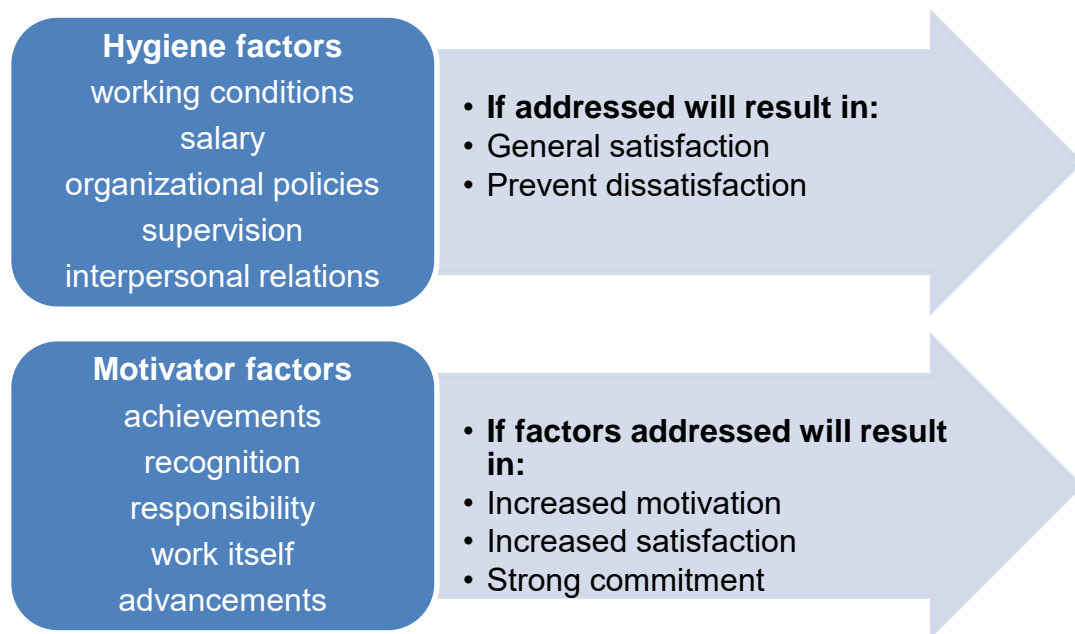 Hygiene factors
working conditions
salary
organizational policies
supervision
interpersonal relations
• If addressed will result in:
• General satisfaction
• Prevent dissatisfaction
Motivator factors
achievements
recognition
responsibility
work itself
advancements
• If factors addressed will result
in:
• Increased motivation
• Increased satisfaction
• Strong commitment